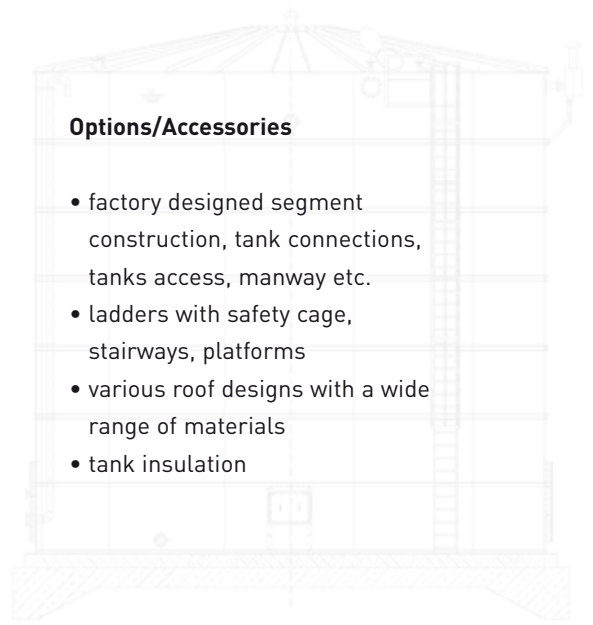 Options/Accessories
• factory designed segment
construction, tank connections,
tanks access, manway etc.
• ladders with safety cage,
stairways, platforms
• various roof designs with a wide
range of materials
• tank insulation